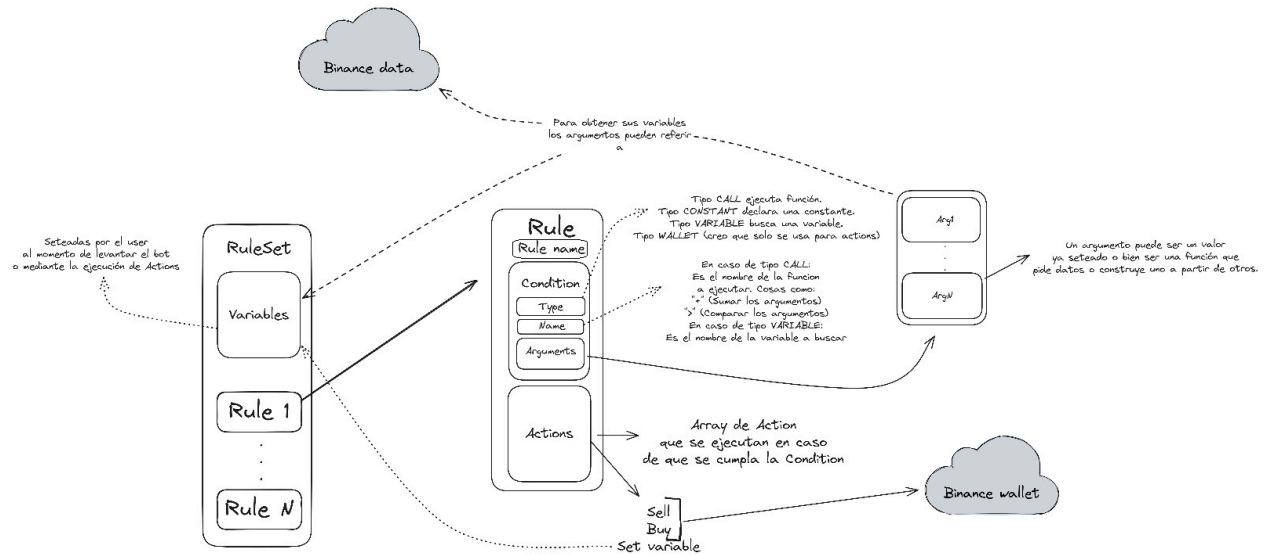 Binance data
Para obtener sus variables
los argumentos pueden referir
a
Seteadas por el user
al momento de levantar el bot
o mediante la ejecución de Actions
RuleSet
Variables
Rule 1
Rule N
Rule
Rule name
Condition
Type
Name
Arguments
Actions
Tipo CALL ejecuta función.
Tipo CONSTANT declara una constante.
Tipo VARIABLE busca una variable.
Tipo WALLET (creo que solo se usa para actions)
En caso de tipo CALL:
Es el nombre de la funcion
a ejecutar. Cosas como:
"+" (Sumar los argumentos)
">" (Comparar los argumentos)
En caso de tipo VARIABLE:
Es el nombre de la variable a buscar
Arg1
ArgN
Un argumento puede ser un valor
ya seteado o bien ser una función que
pide datos o construye uno a partir de otros.
Array de Action
que se ejecutan en caso
de que se cumpla la Condition
Sell
Buy
Set variable
Binance wallet